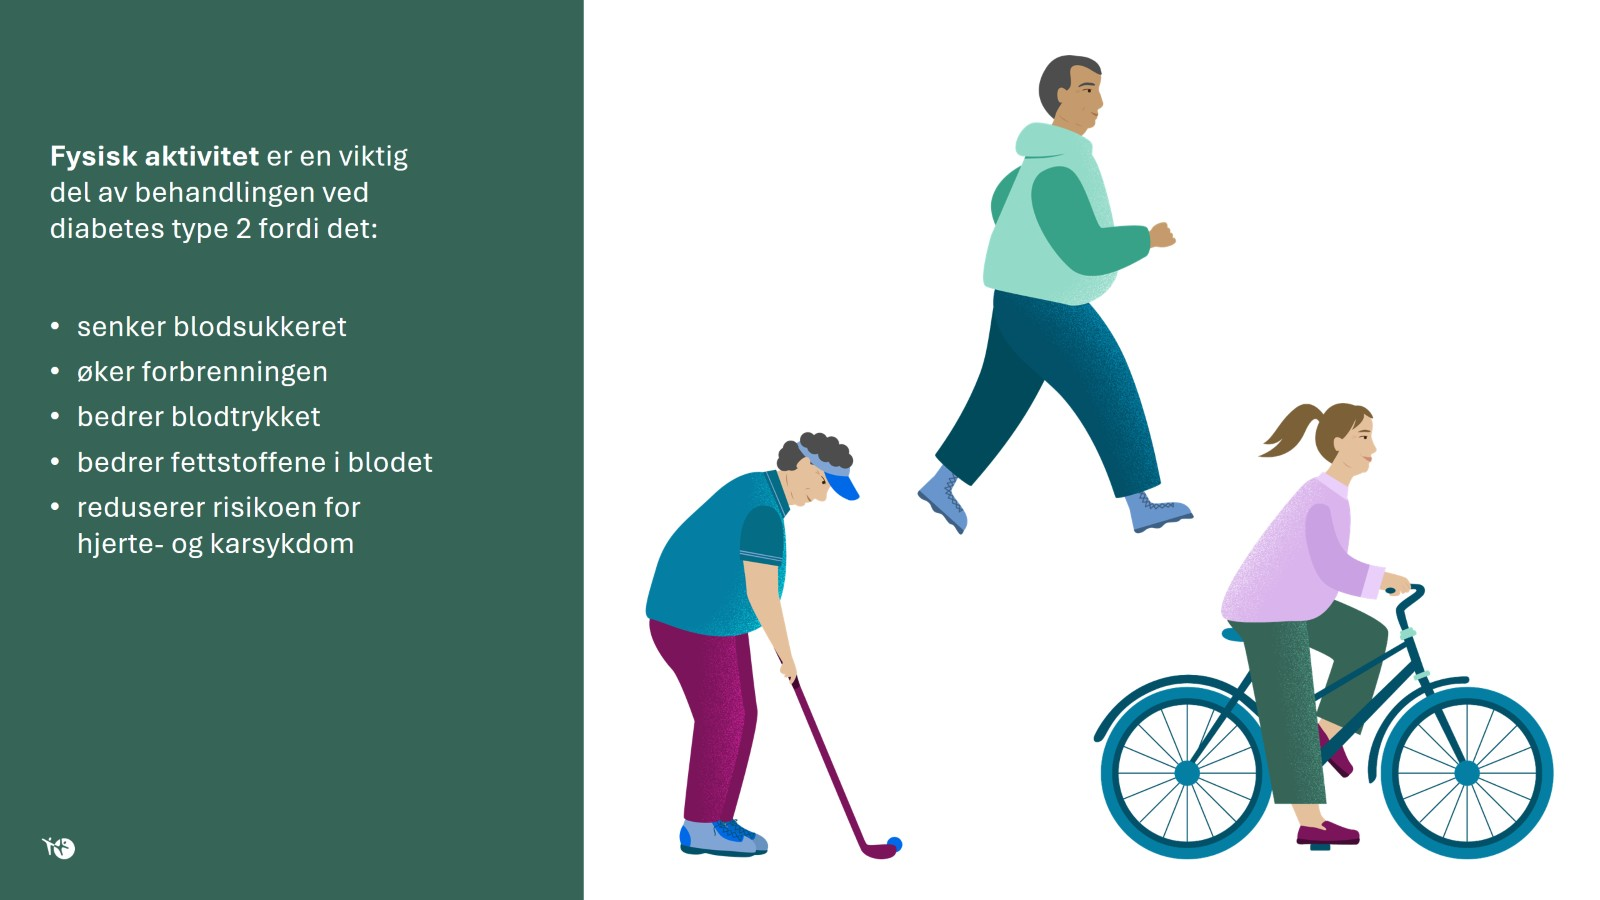 Fysisk aktivitet er en viktig
del av behandlingen ved
diabetes type 2 fordi det:
• senker blodsukkeret
• øker forbrenningen
• bedrer blodtrykket
• bedrer fettstoffene i blodet
• reduserer risikoen for
hjerte- og karsykdom